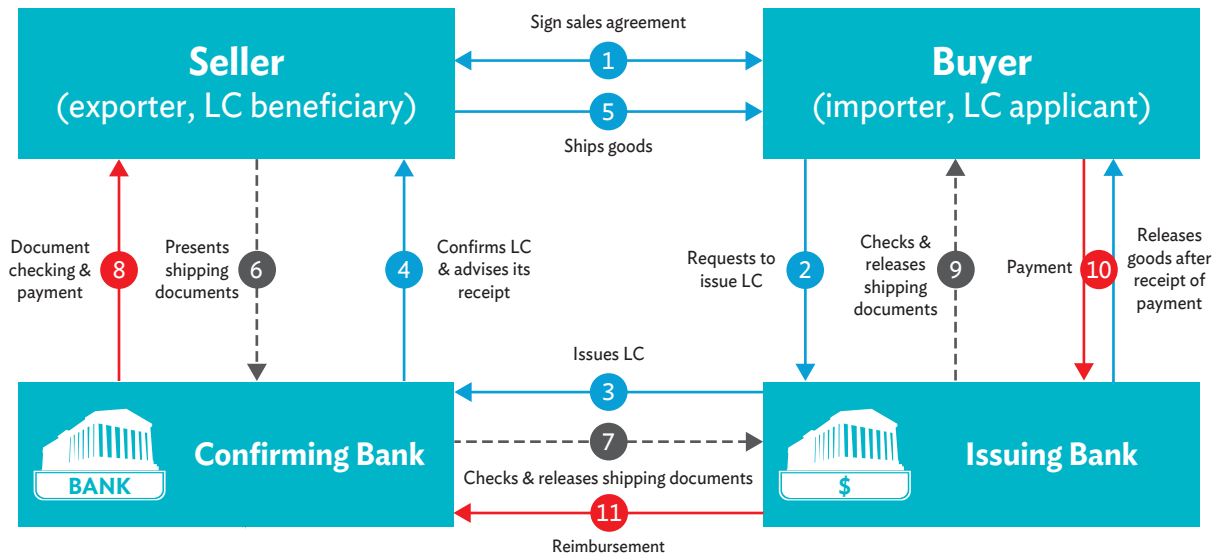 Sign sales agreement
1
Seller
(exporter, LC beneficiary)
Buyer
(importer, LC applicant)
5
Ships goods
Document
checking &
payment
8
Presents
shipping
documents
6
4
Confirms LC
& advises its
receipt
Requests to
issue LC
2
Checks &
releases
shipping
documents
9
Payment
10
Releases
goods after
receipt of
payment
Issues LC
3
7
Checks & releases shipping documents
11
Reimbursement
BANK
Confirming Bank
$
Issuing Bank